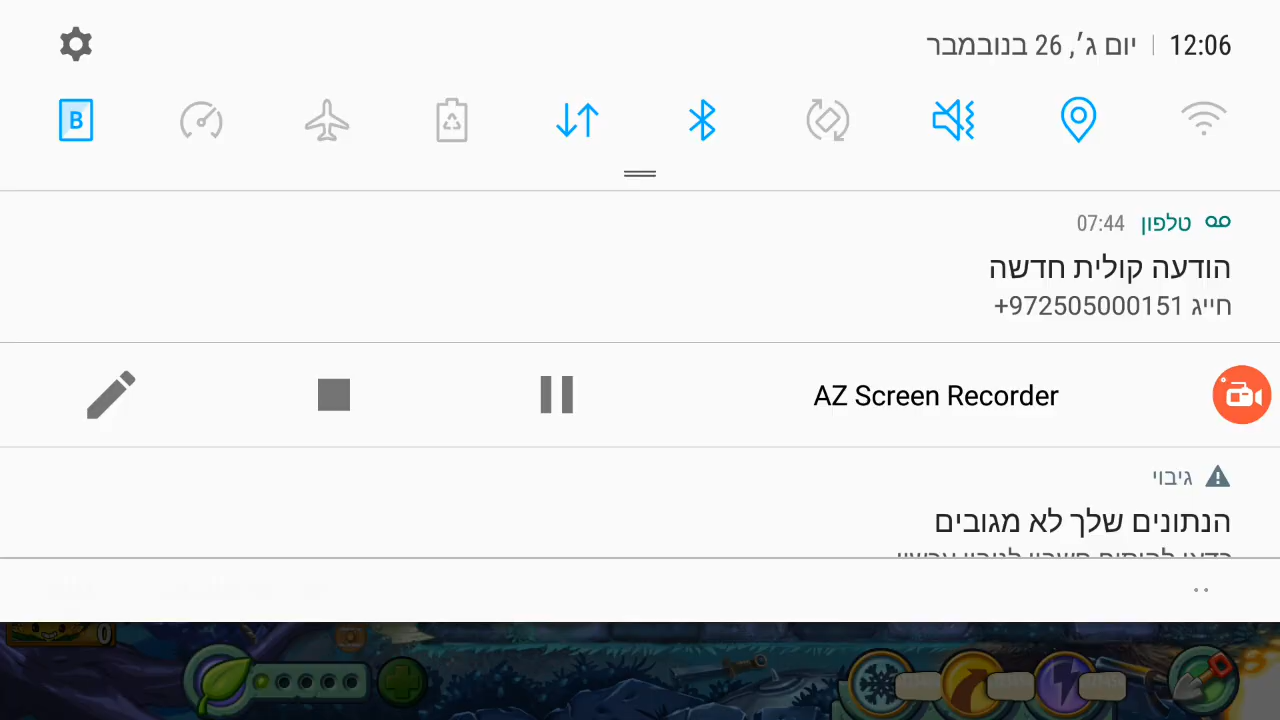 12:06 | יום ג׳, 26 בנובמבר
B
טלפון 07:44
הודעה קולית חדשה
חייג 972505000151+
AZ Screen Recorder
גיבוי
הנתונים שלך לא מגובים
0